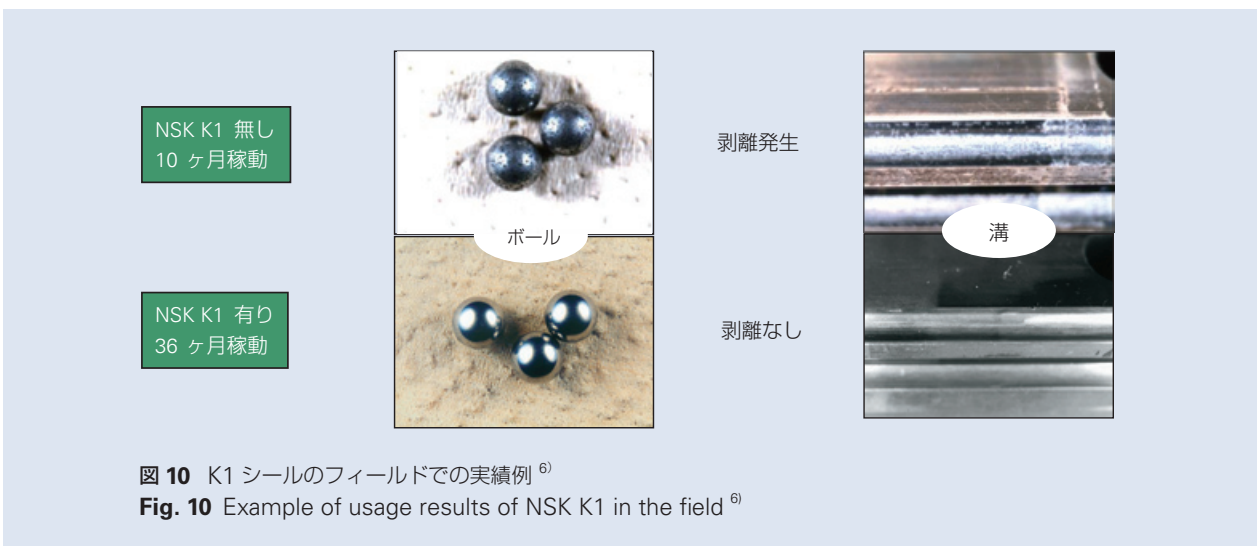 NSK K1 無し
10 ヶ月稼動
剥離発生
ボール
溝
NSK K1 有り
36 ヶ月稼動
剥離なし
図 10 K1 シールのフィールドでの実績例 6)
Fig. 10 Example of usage results of NSK K1 in the field 6)